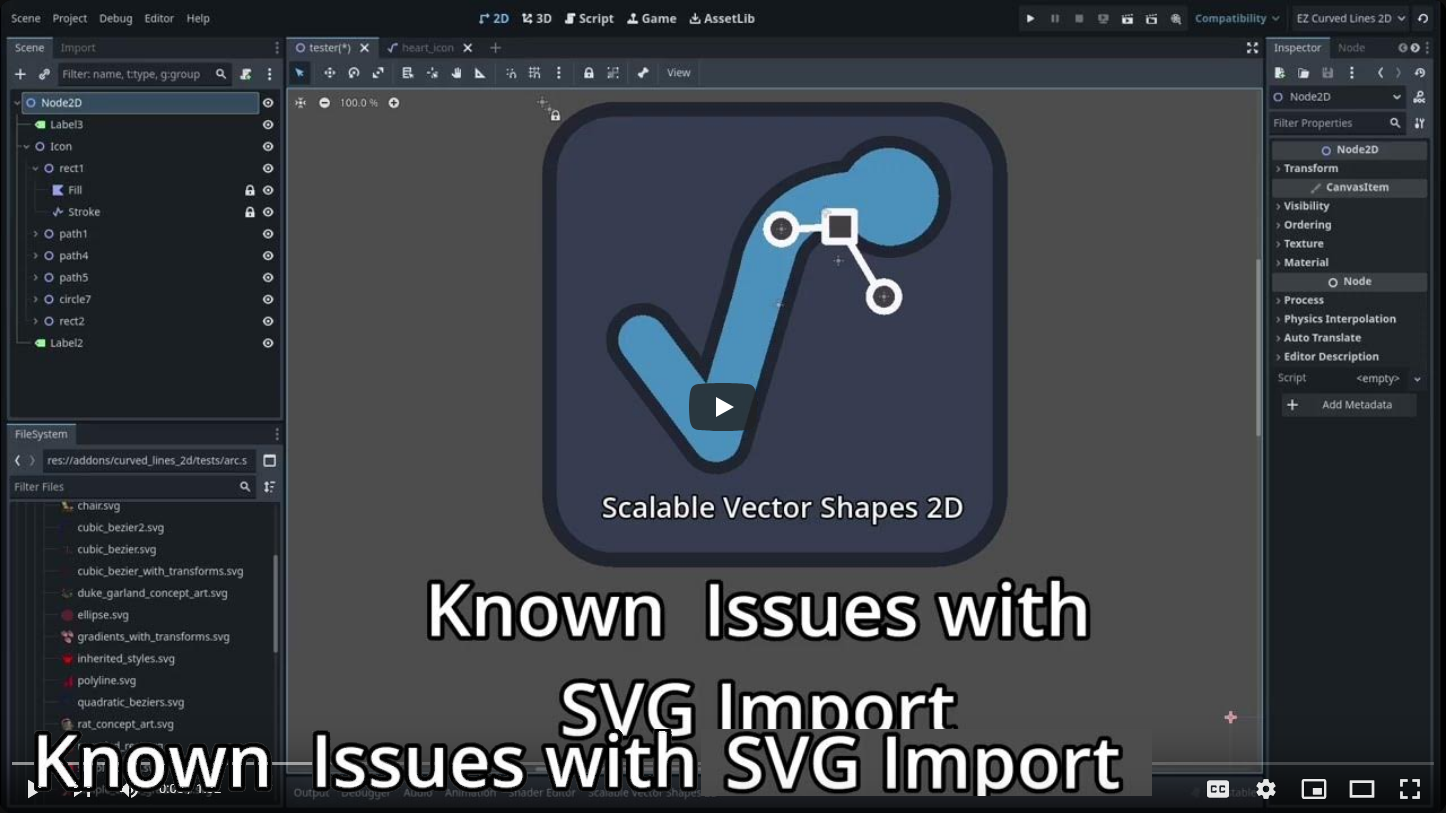 Scene Project Debug Editor Help
2D 3D Script Game AssetLib
Compatibility EZ Curved Lines 2D
Scene Import
tester(*) heart_icon
Inspector Node
Filter: name, t:type, g:group
View
Node2D
100.0 %
Node2D
Label3
Filter Properties
Icon
Node2D
rect1
Transform
Fill
CanvasItem
Stroke
Visibility
path1
Ordering
path4
Texture
path5
Material
circle7
Node
rect2
Process
Label2
Physics Interpolation
Auto Translate
Editor Description
Script <empty>
Add Metadata
FileSystem
res://addons/curved_lines_2d/tests/arc.s
Filter Files
chair.svg
cubic_bezier2.svg
cubic_bezier.svg
cubic_bezier_with_transforms.svg
duke_garland_concept_art.svg
ellipse.svg
gradients_with_transforms.svg
inherited_styles.svg
polyline.svg
quadratic_beziers.svg
rat_concept_art.svg
Scalable Vector Shapes 2D
Known Issues with
SVG Import
Known Issues with SVG Import
Output Debugger Audio Animation Shader Editor Scalable Vector Shapes
CC